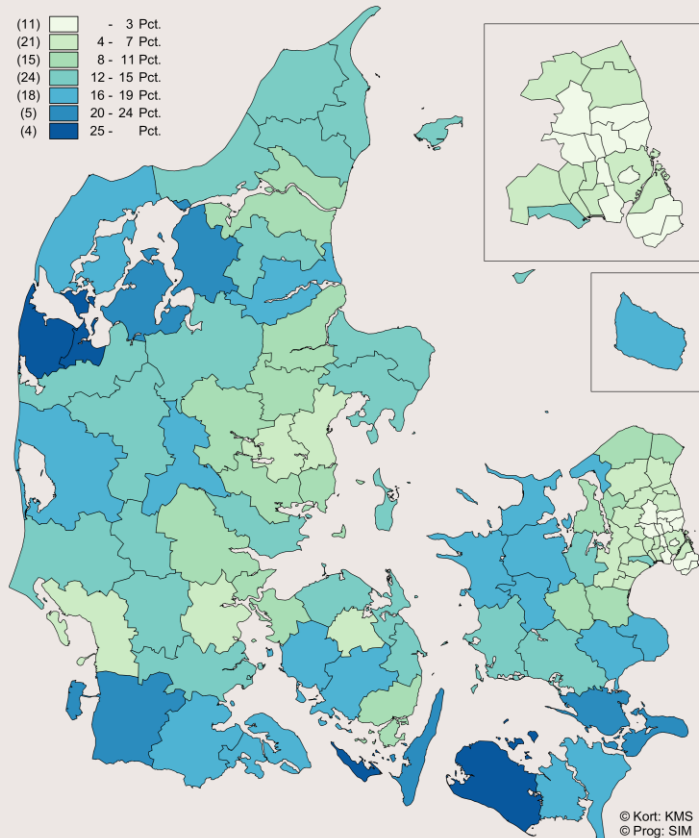 (11) - 3 Pct.
(21) 4 - 7 Pct.
(15) 8 - 11 Pct.
(24) 12 - 15 Pct.
(18) 16 - 19 Pct.
(5) 20 - 24 Pct.
(4) 25 - Pct.
© Kort: KMS
© Prog: SIM